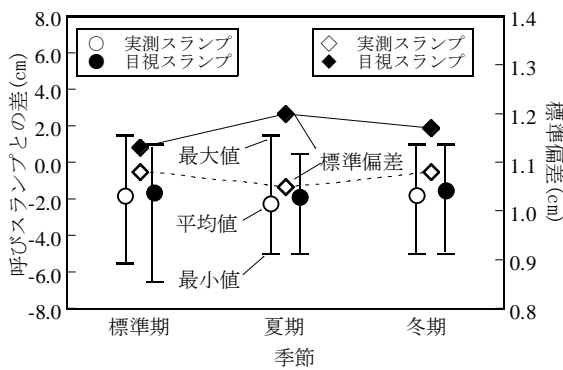 実測スランプ
目視スランプ
実測スランプ
目視スランプ
呼びスランプとの差(cm)
8.0
6.0
4.0
2.0
0.0
-2.0
-4.0
-6.0
-8.0
標準偏差(cm)
1.4
1.3
1.2
1.1
1.0
0.9
0.8
最大値
標準偏差
平均値
最小値
標準期
夏期
冬期
季節